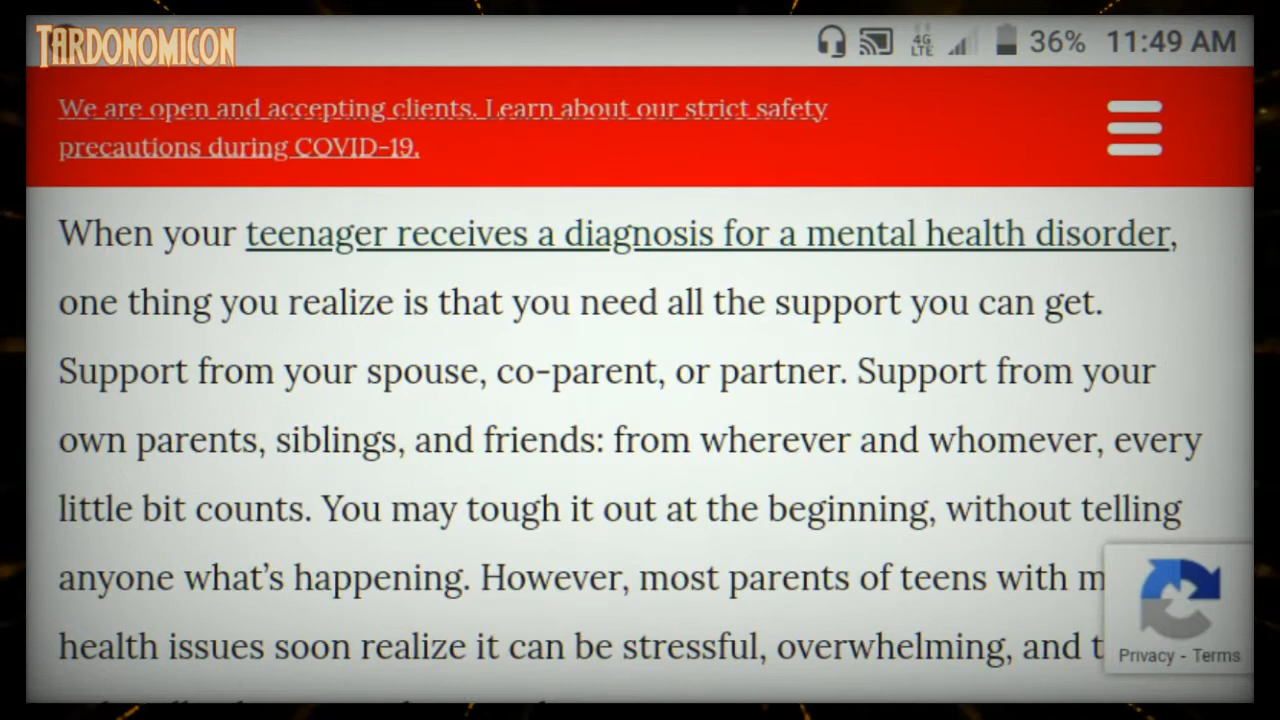 TARDONOMICON
4G LTE 36% 11:49 AM
We are open and accepting clients. Learn about our strict safety
precautions during COVID-19.
When your teenager receives a diagnosis for a mental health disorder,
one thing you realize is that you need all the support you can get.
Support from your spouse, co-parent, or partner. Support from your
own parents, siblings, and friends: from wherever and whomever, every
little bit counts. You may tough it out at the beginning, without telling
anyone what's happening. However, most parents of teens with m
health issues soon realize it can be stressful, overwhelming, and t
Privacy - Terms